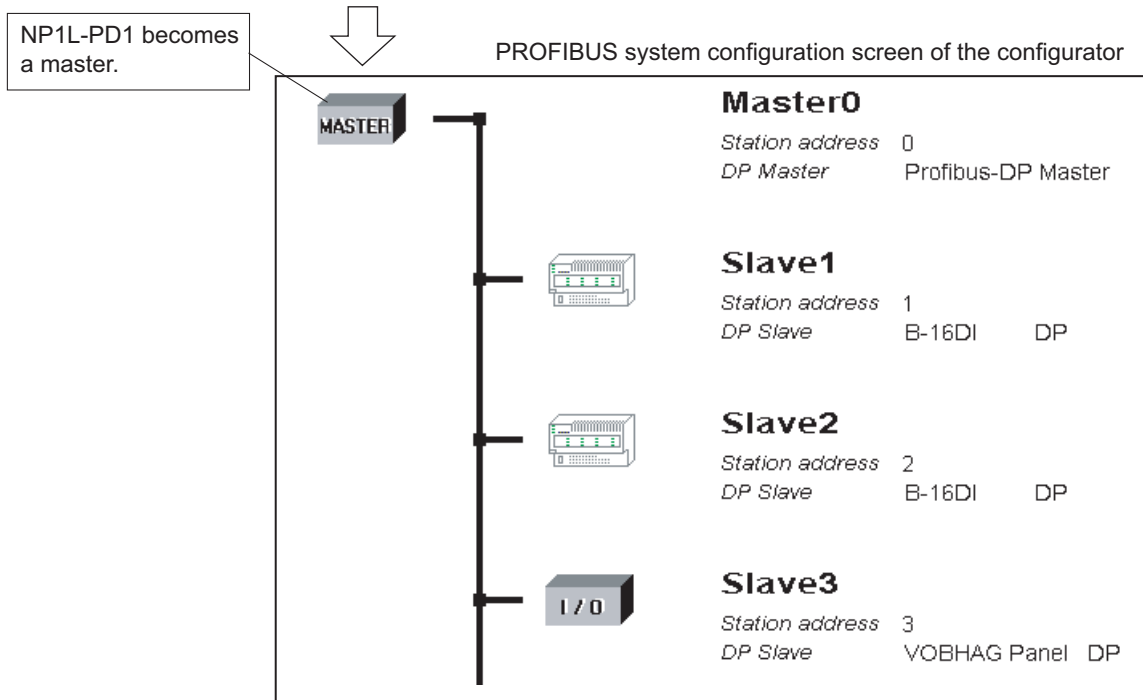 NP1L-PD1 becomes
a master.
PROFIBUS system configuration screen of the configurator
MASTER
Master0
Station address 0
DP Master Profibus-DP Master
Slave1
Station address 1
DP Slave B-16DI DP
Slave2
Station address 2
DP Slave B-16DI DP
I / O
Slave3
Station address 3
DP Slave VOBHAG Panel DP